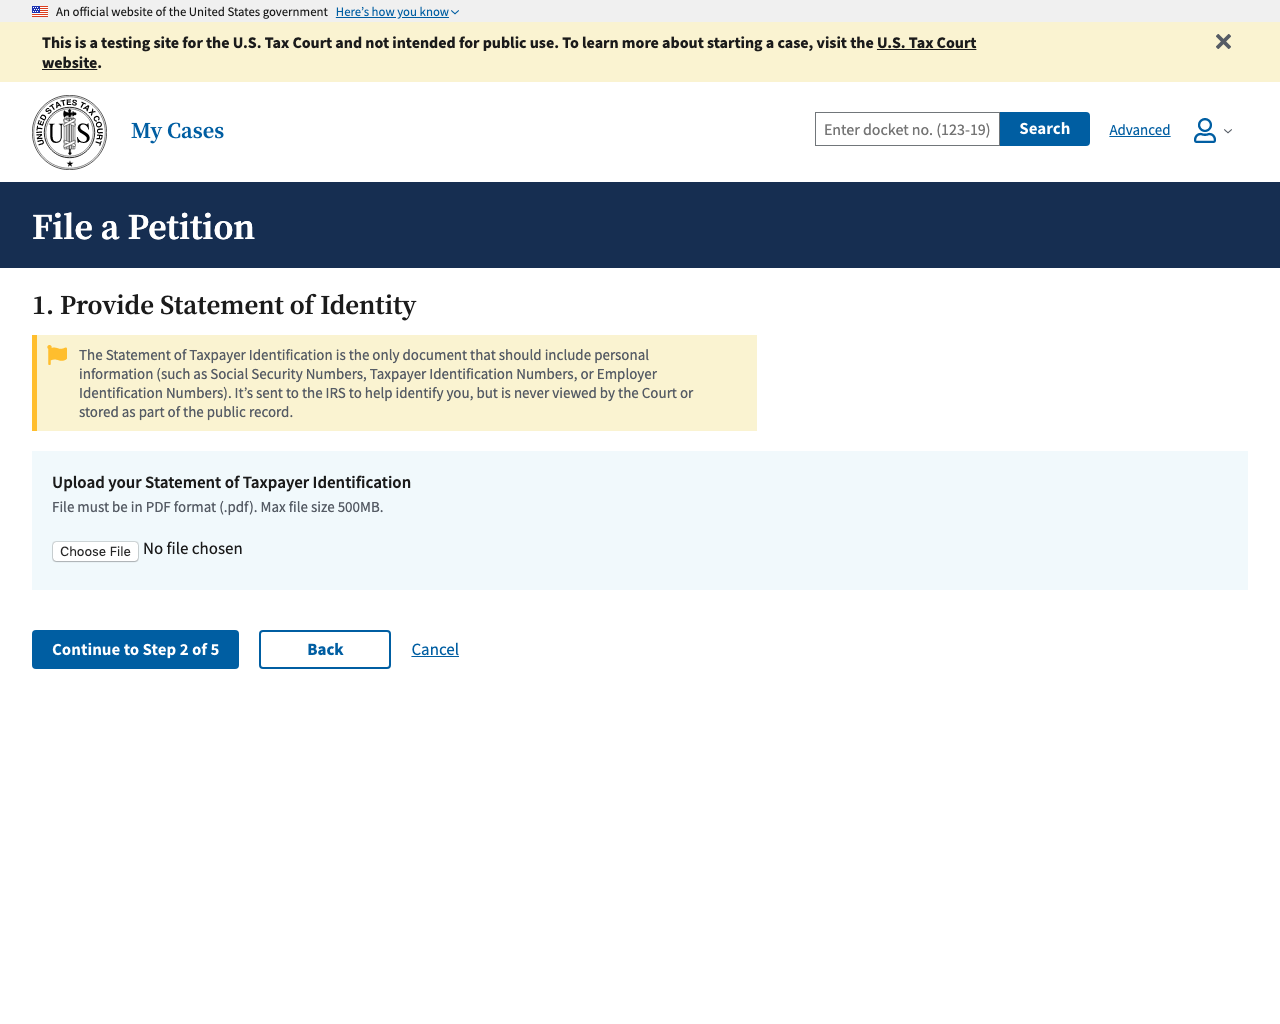 An official website of the United States government Here's how you know
This is a testing site for the U.S. Tax Court and not intended for public use. To learn more about starting a case, visit the U.S. Tax Court
website.
UNITED STATES TAX COURT
US
My Cases
Enter docket no. (123-19)
Search
Advanced
File a Petition
1. Provide Statement of Identity
The Statement of Taxpayer Identification is the only document that should include personal
information (such as Social Security Numbers, Taxpayer Identification Numbers, or Employer
Identification Numbers). It’s sent to the IRS to help identify you, but is never viewed by the Court or
stored as part of the public record.
Upload your Statement of Taxpayer Identification
File must be in PDF format (.pdf). Max file size 500MB.
Choose File No file chosen
Continue to Step 2 of 5
Back
Cancel